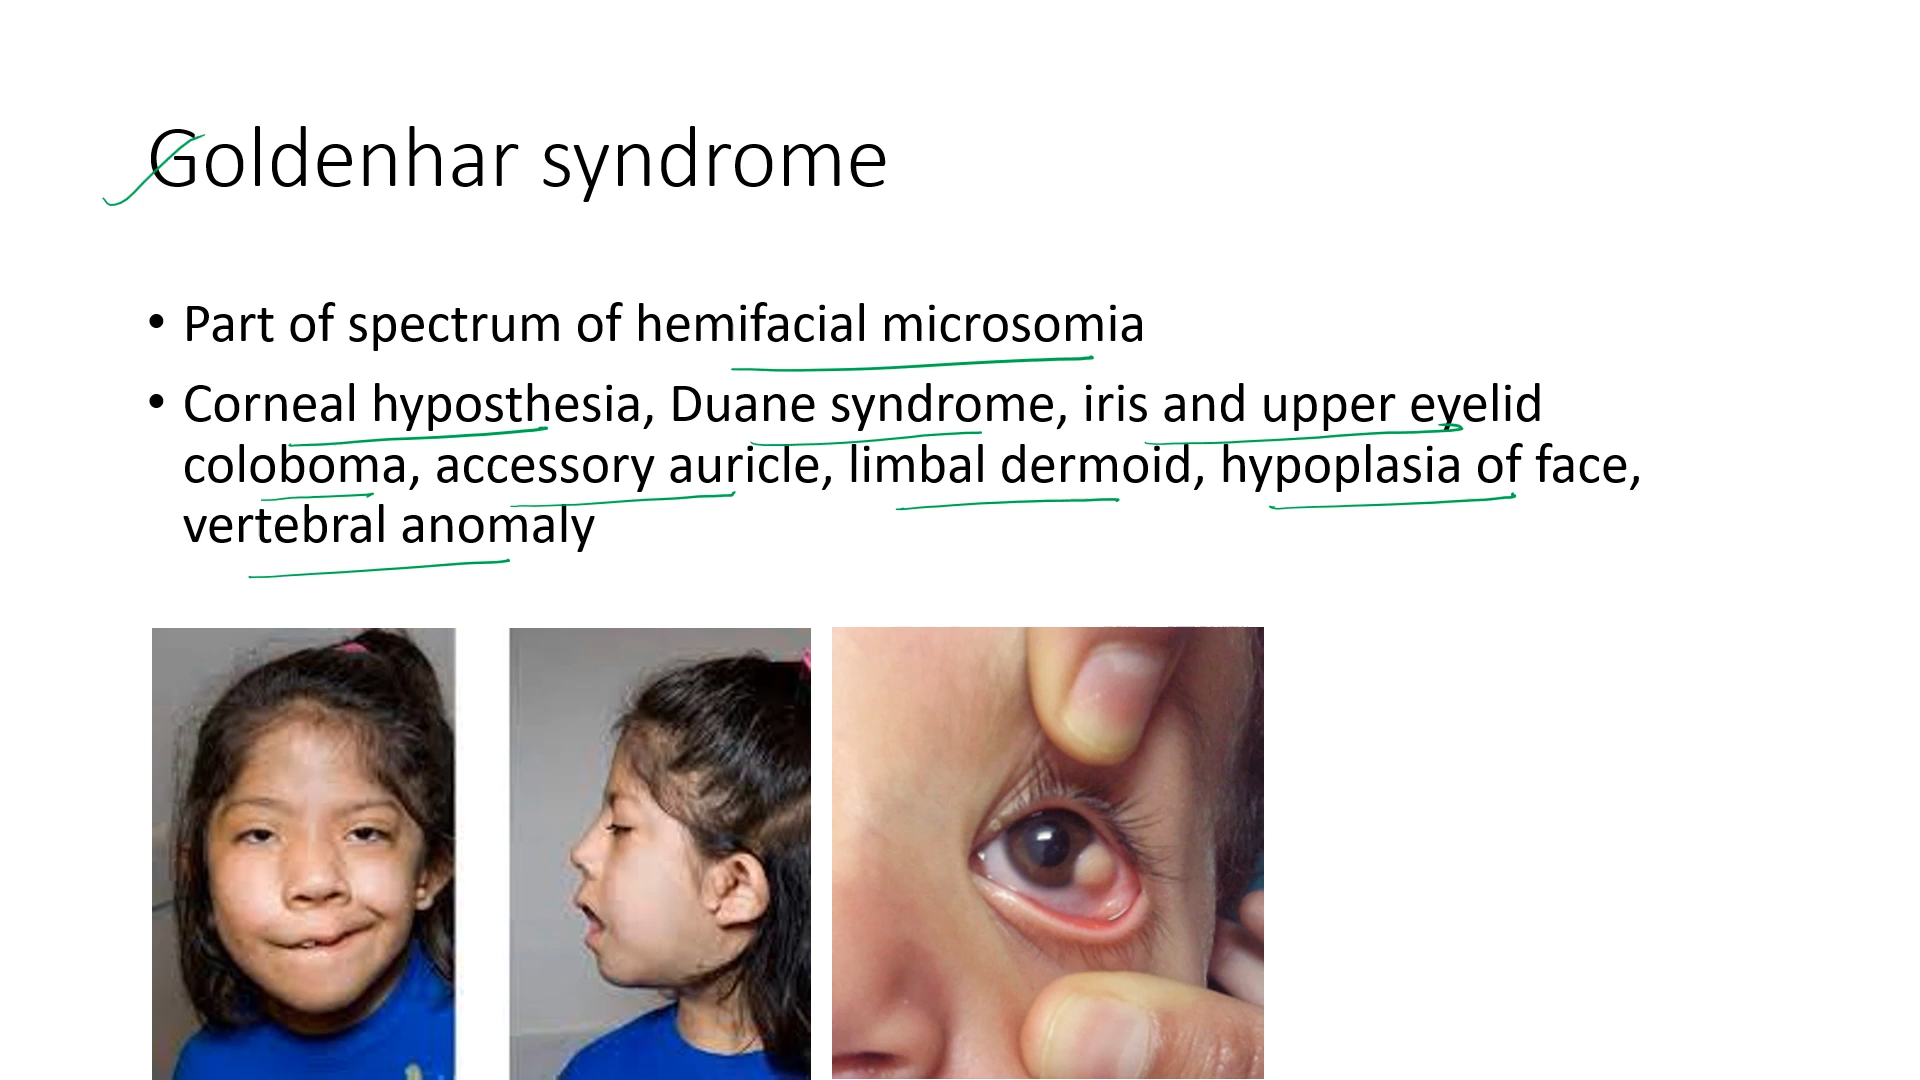 Goldenhar syndrome
• Part of spectrum of hemifacial microsomia
• Corneal hyposthesia, Duane syndrome, iris and upper eyelid
coloboma, accessory auricle, limbal dermoid, hypoplasia of face,
vertebral anomaly